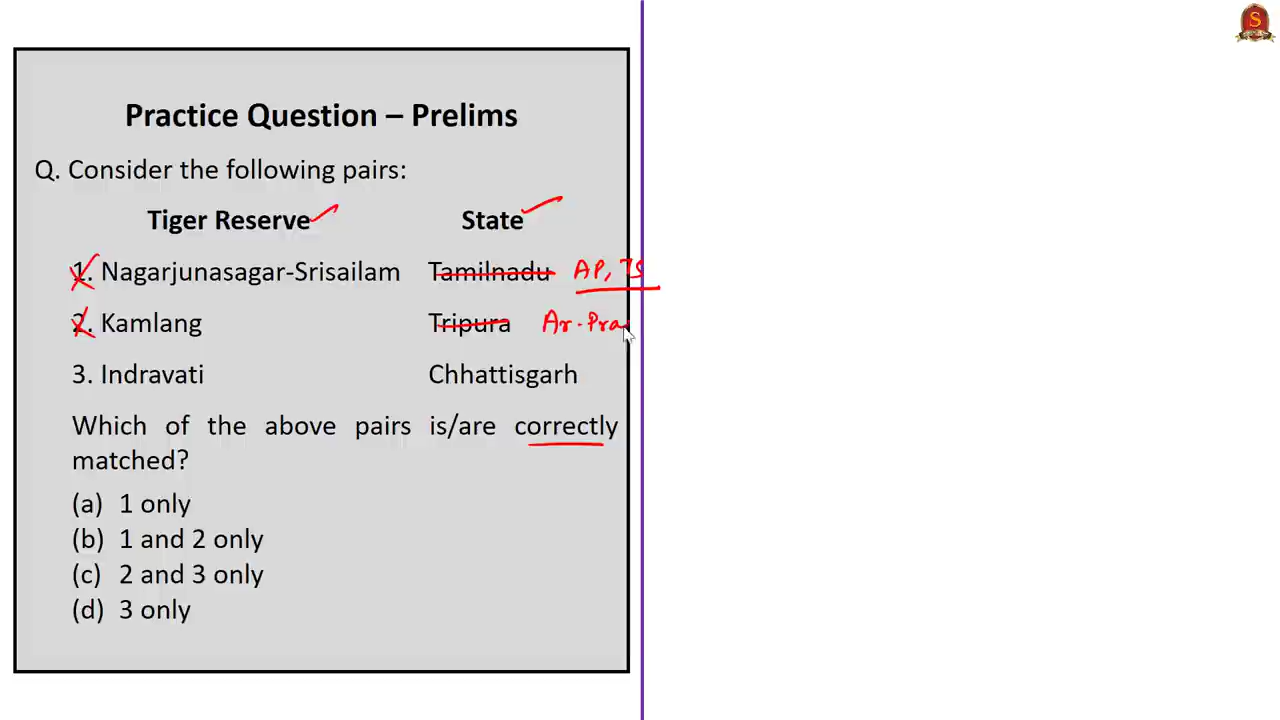 S
Practice Question – Prelims
Q. Consider the following pairs:
Tiger Reserve State
1. Nagarjunasagar-Srisailam Tamilnadu AP, TS
2. Kamlang Tripura Ar. Pra
3. Indravati Chhattisgarh
Which of the above pairs is/are correctly
matched?
(a) 1 only
(b) 1 and 2 only
(c) 2 and 3 only
(d) 3 only